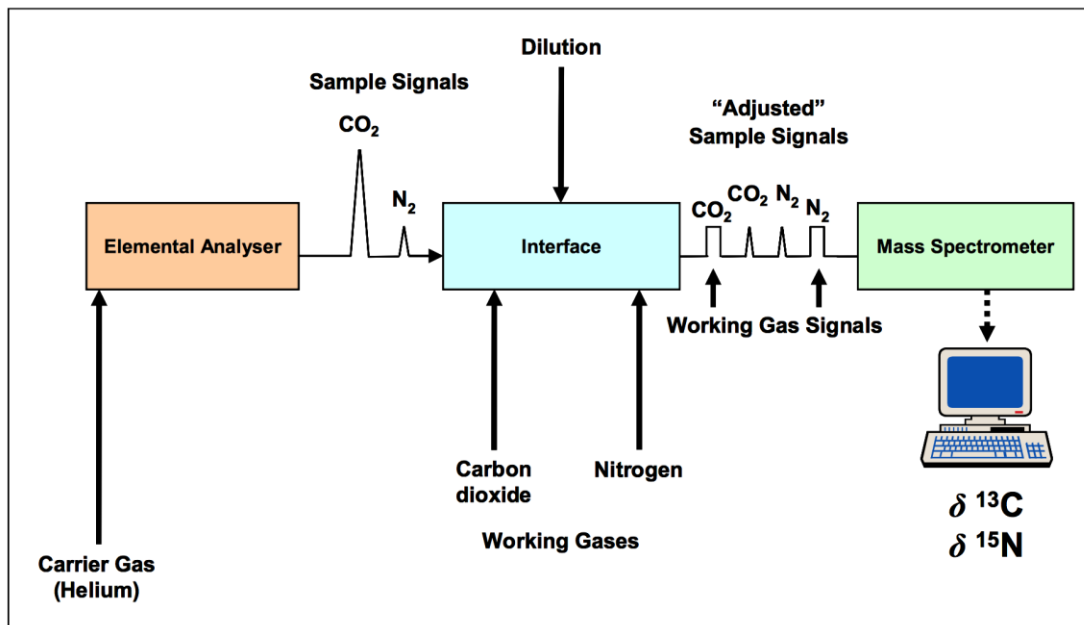 Dilution
Sample Signals
CO₂
N₂
“Adjusted”
Sample Signals
CO₂
CO₂
N₂
N₂
Elemental Analyser
Interface
Mass Spectrometer
Working Gas Signals
Carbon
dioxide
Nitrogen
Working Gases
Carrier Gas
(Helium)
δ ¹³C
δ ¹⁵N